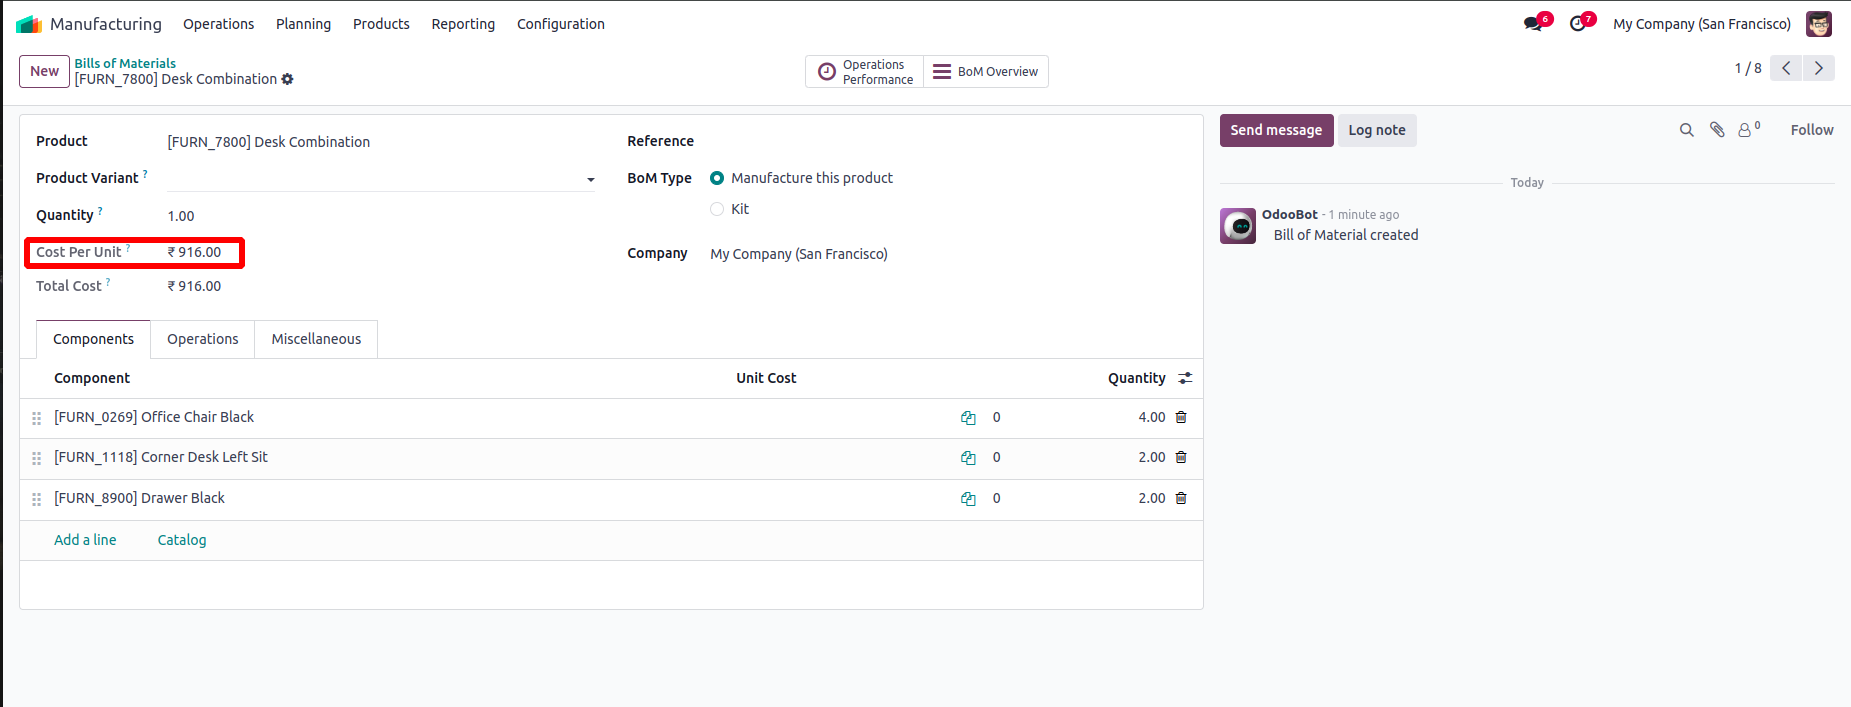 Manufacturing Operations Planning Products Reporting Configuration 6 7 My Company (San Francisco)
New Bills of Materials
[FURN_7800] Desk Combination
Operations Performance
BoM Overview
1 / 8
Product [FURN_7800] Desk Combination
Reference
Product Variant ?
BoM Type Manufacture this product
Kit
Quantity ? 1.00
Cost Per Unit ? ₹ 916.00
Company My Company (San Francisco)
Total Cost ? ₹ 916.00
Components Operations Miscellaneous
Component Unit Cost Quantity
[FURN_0269] Office Chair Black 0 4.00
[FURN_1118] Corner Desk Left Sit 0 2.00
[FURN_8900] Drawer Black 0 2.00
Add a line Catalog
Send message Log note 0 Follow
Today
OdooBot - 1 minute ago
Bill of Material created